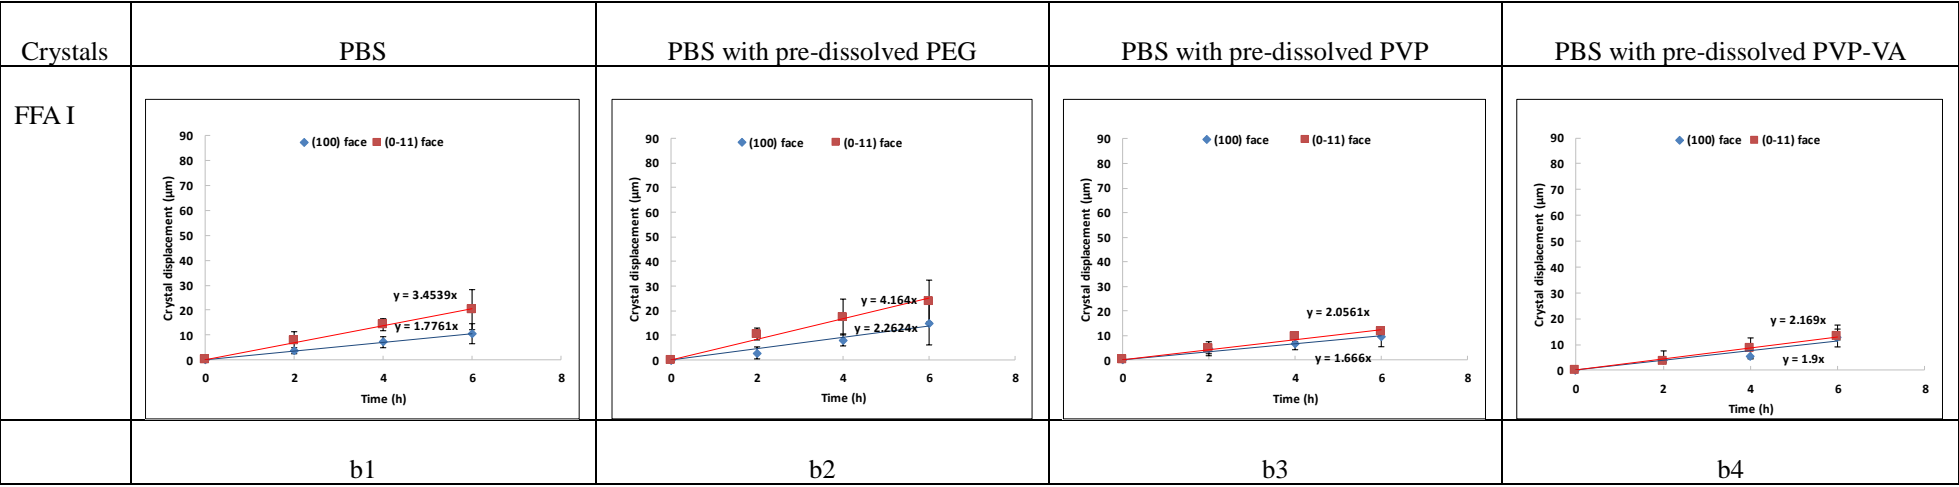 Crystals PBS PBS with pre-dissolved PEG PBS with pre-dissolved PVP PBS with pre-dissolved PVP-VA
FFA I
(100) face (0-11) face
Crystal displacement (µm)
90
80
70
60
50
40
30
20
10
0
y = 3.4539x
y = 1.7761x
0 2 4 6 8
Time (h)
(100) face (0-11) face
Crystal displacement (µm)
90
80
70
60
50
40
30
20
10
0
y = 4.164x
y = 2.2624x
0 2 4 6 8
Time (h)
(100) face (0-11) face
Crystal displacement (µm)
90
80
70
60
50
40
30
20
10
0
y = 2.0561x
y = 1.666x
0 2 4 6 8
Time (h)
(100) face (0-11) face
Crystal displacement (µm)
90
80
70
60
50
40
30
20
10
0
y = 2.169x
y = 1.9x
0 2 4 6 8
Time (h)
b1 b2 b3 b4